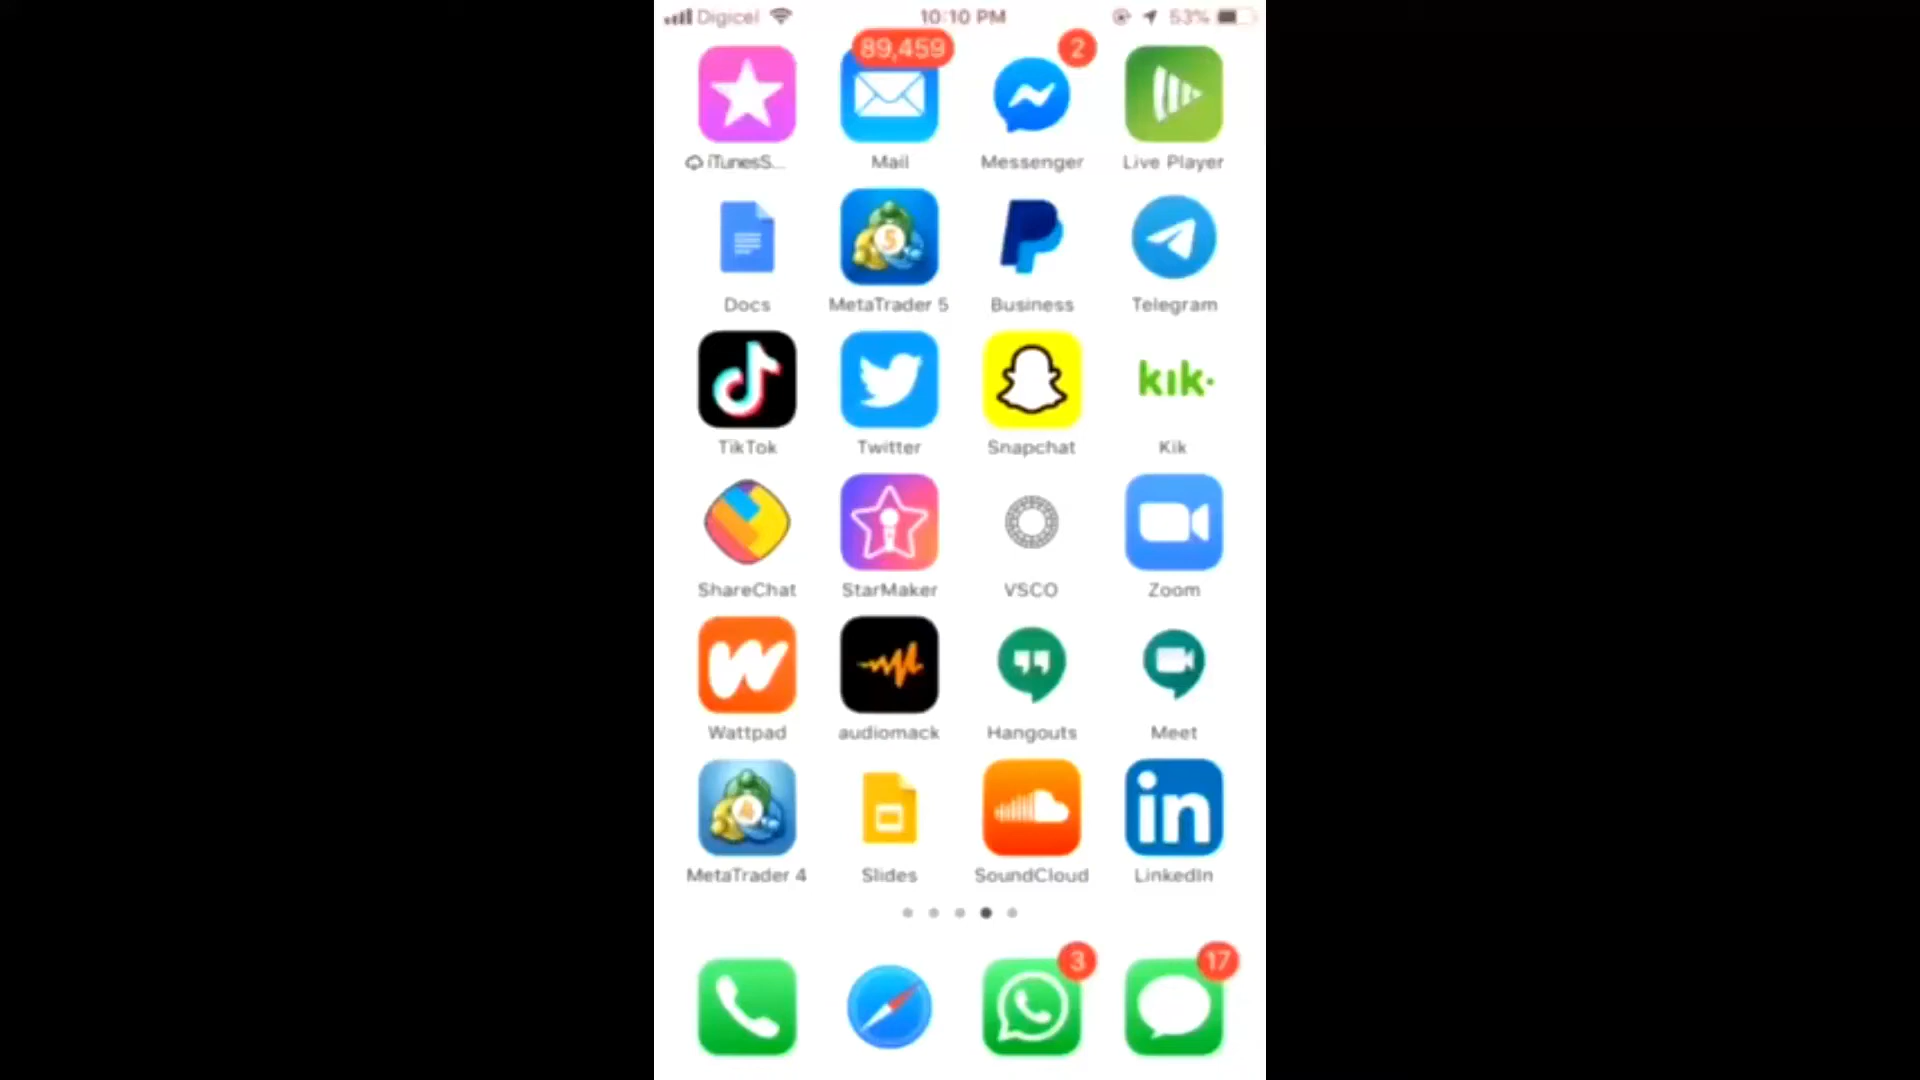 Digicel 10:10 PM 53%
89,459 2
iTunesS... Mail Messenger Live Player
5
Docs MetaTrader 5 Business Telegram
kik.
TikTok Twitter Snapchat Kik
ShareChat StarMaker VSCO Zoom
Wattpad audiomack Hangouts Meet
4 in
MetaTrader 4 Slides SoundCloud LinkedIn
3 17